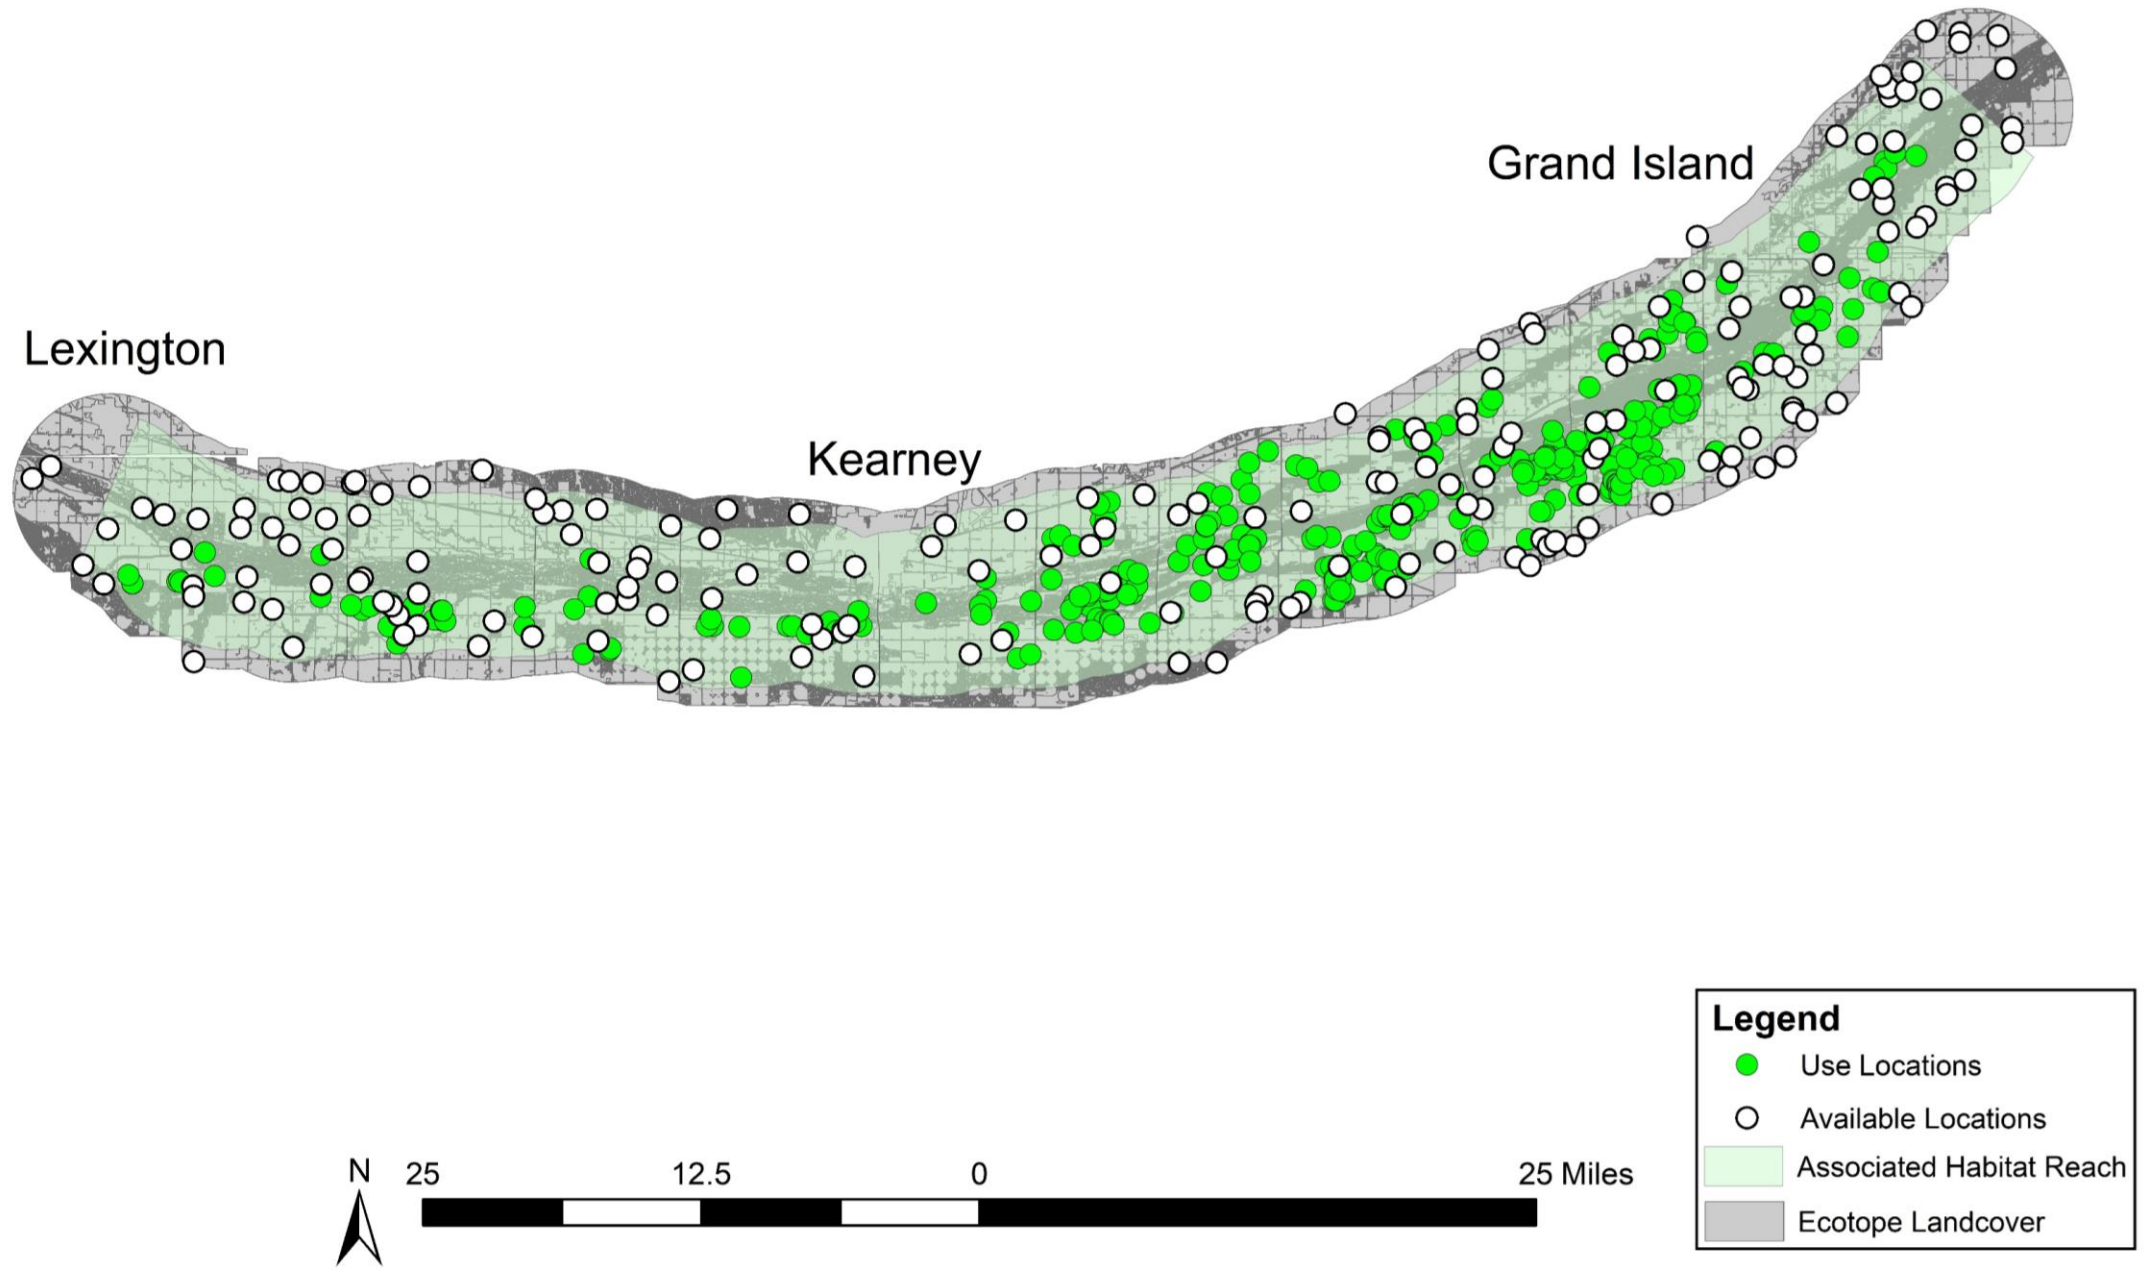 Grand Island
Lexington
Kearney
Legend
Use Locations
Available Locations
Associated Habitat Reach
Ecotope Landcover
N
25 12.5 0 25 Miles